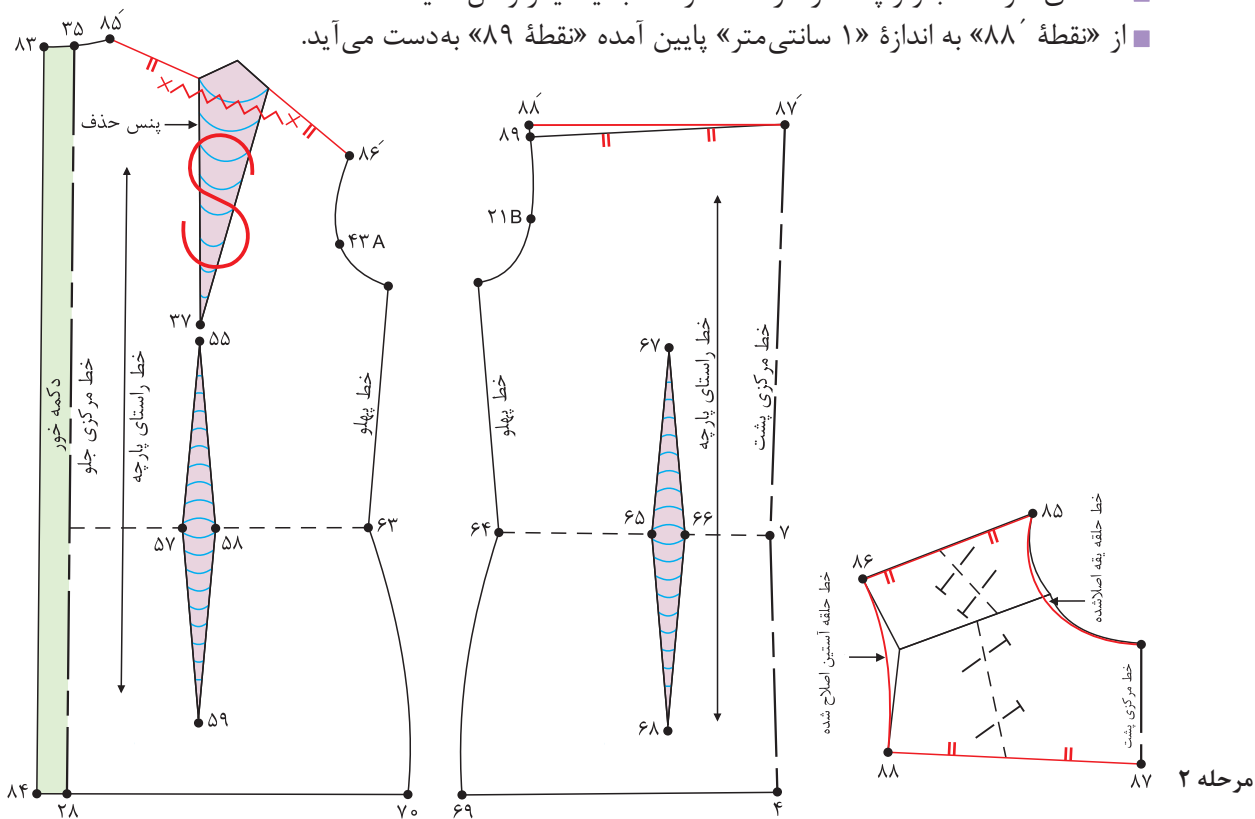 ■ از «نقطهٔ ´۸۸» به اندازهٔ «۱ سانتی‌متر» پایین آمده «نقطهٔ ۸۹» به‌دست می‌آید.
۸۳
۳۵
۸۵´
پنس حذف
۸۶´
۴۳A
۳۷
۵۵
دکمه خور
خط مرکزی جلو
خط راستای پارچه
خط پهلو
۵۷
۵۸
۶۳
۵۹
۸۴
۲۸
۷۰
۸۸´
۸۷´
۸۹
۲۱B
۶۷
خط پهلو
خط راستای پارچه
خط مرکزی پشت
۶۴
۶۵
۶۶
۷
۶۸
۶۹
۴
۸۵
۸۶
خط حلقه یقه اصلاشده
خط حلقه آستین اصلاح شده
خط مرکزی پشت
۸۸
۸۷
مرحله ۲